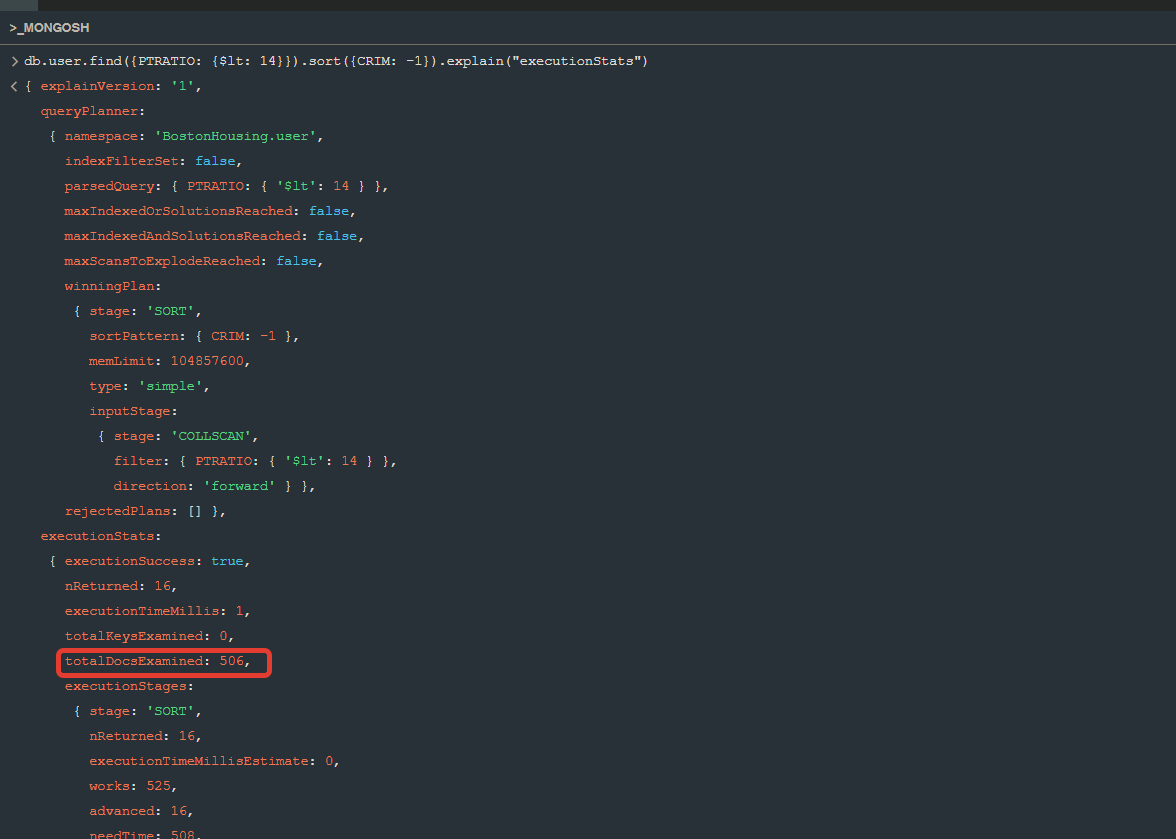 >_MONGOSH
> db.user.find({PTRATIO: {$lt: 14}}).sort({CRIM: -1}).explain("executionStats")
< { explainVersion: '1',
queryPlanner:
{ namespace: 'BostonHousing.user',
indexFilterSet: false,
parsedQuery: { PTRATIO: { '$lt': 14 } },
maxIndexedOrSolutionsReached: false,
maxIndexedAndSolutionsReached: false,
maxScansToExplodeReached: false,
winningPlan:
{ stage: 'SORT',
sortPattern: { CRIM: -1 },
memLimit: 104857600,
type: 'simple',
inputStage:
{ stage: 'COLLSCAN',
filter: { PTRATIO: { '$lt': 14 } },
direction: 'forward' } },
rejectedPlans: [] },
executionStats:
{ executionSuccess: true,
nReturned: 16,
executionTimeMillis: 1,
totalKeysExamined: 0,
totalDocsExamined: 506,
executionStages:
{ stage: 'SORT',
nReturned: 16,
executionTimeMillisEstimate: 0,
works: 525,
advanced: 16,
needTime: 508,